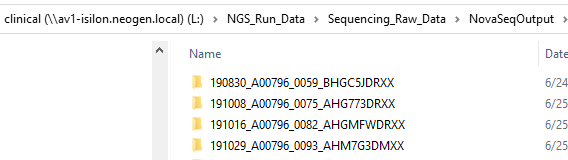 clinical (\\av1-isilon.neogen.local) (L:) > NGS_Run_Data > Sequencing_Raw_Data > NovaSeqOutput >
Name Date
190830_A00796_0059_BHGC5JDRXX 6/24
191008_A00796_0075_AHG773DRXX 6/25
191016_A00796_0082_AHGMFWDRXX 6/25
191029_A00796_0093_AHM7G3DMXX 6/25